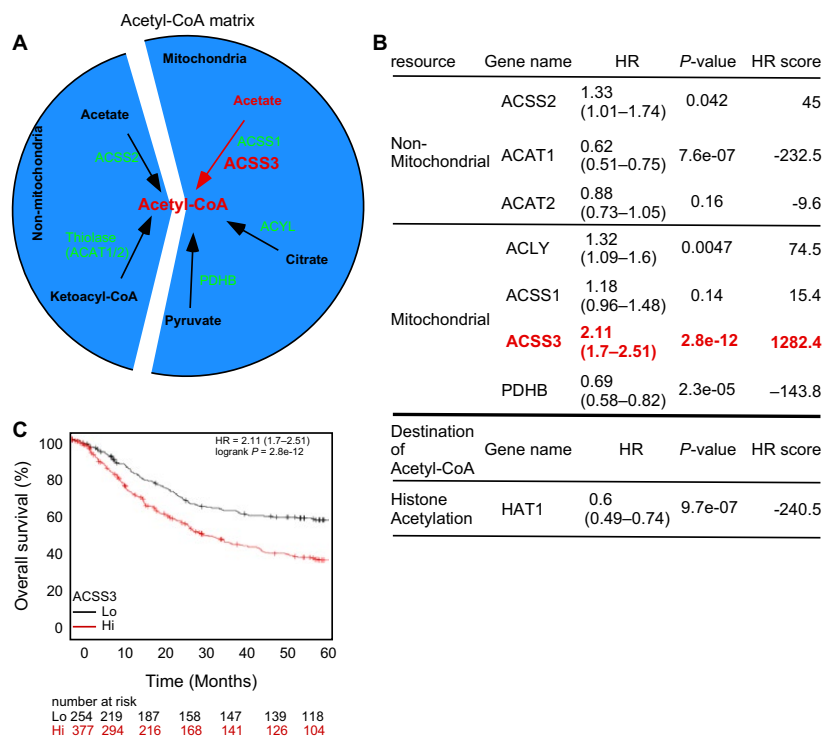 Acetyl-CoA matrix
A
Mitochondria
Non-mitochondria
Acetate
Acetate
ACSS2
ACSS1
ACSS3
Acetyl-CoA
Thiolase
(ACAT1/2)
ACYL
Citrate
PDHB
Ketoacyl-CoA
Pyruvate
B
resource Gene name HR P-value HR score
ACSS2 1.33 (1.01–1.74) 0.042 45
Non-Mitochondrial ACAT1 0.62 (0.51–0.75) 7.6e-07 -232.5
ACAT2 0.88 (0.73–1.05) 0.16 -9.6
ACLY 1.32 (1.09–1.6) 0.0047 74.5
ACSS1 1.18 (0.96–1.48) 0.14 15.4
Mitochondrial ACSS3 2.11 (1.7–2.51) 2.8e-12 1282.4
PDHB 0.69 (0.58–0.82) 2.3e-05 –143.8
Destination of Acetyl-CoA Gene name HR P-value HR score
Histone Acetylation HAT1 0.6 (0.49–0.74) 9.7e-07 -240.5
C
HR = 2.11 (1.7–2.51)
logrank P = 2.8e-12
Overall survival (%)
100
80
60
40
20
0
ACSS3
Lo
Hi
0 10 20 30 40 50 60
Time (Months)
number at risk
Lo 254 219 187 158 147 139 118
Hi 377 294 216 168 141 126 104